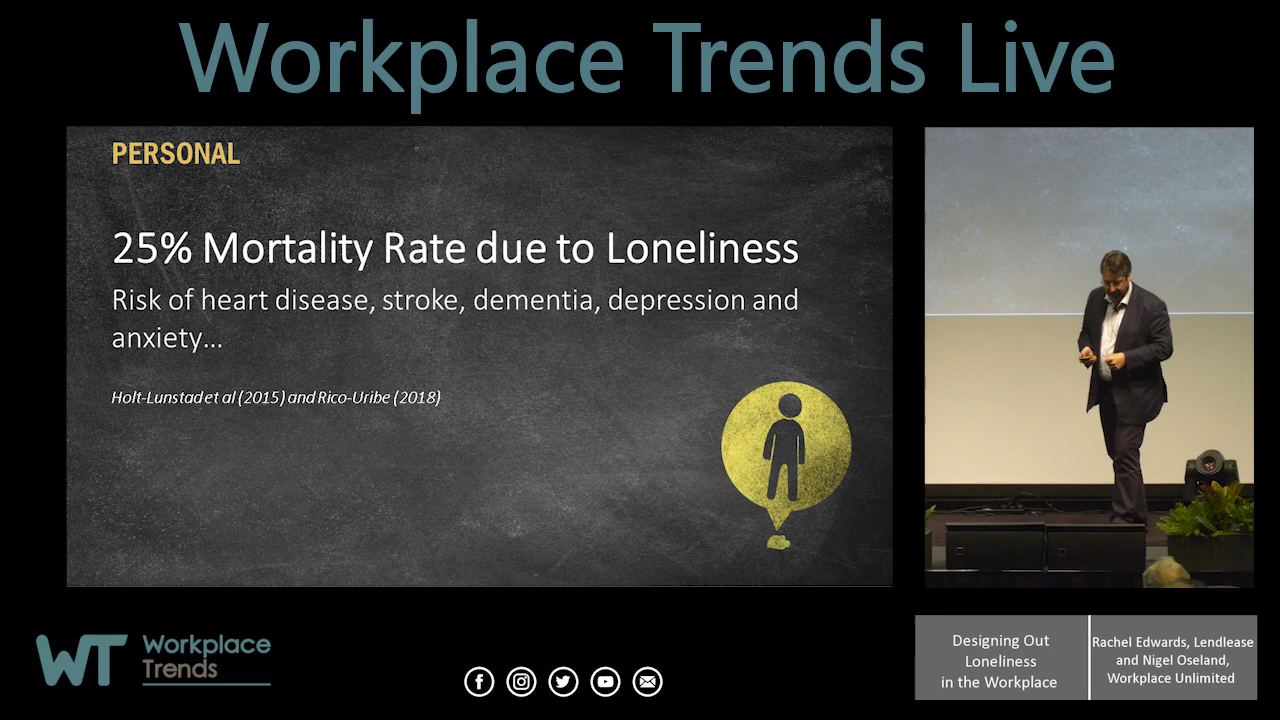 Workplace Trends Live
PERSONAL
25% Mortality Rate due to Loneliness
Risk of heart disease, stroke, dementia, depression and
anxiety...
Holt-Lunstad et al (2015) and Rico-Uribe (2018)
WT Workplace
Trends
Designing Out
Loneliness
in the Workplace
Rachel Edwards, Lendlease
and Nigel Oseland,
Workplace Unlimited